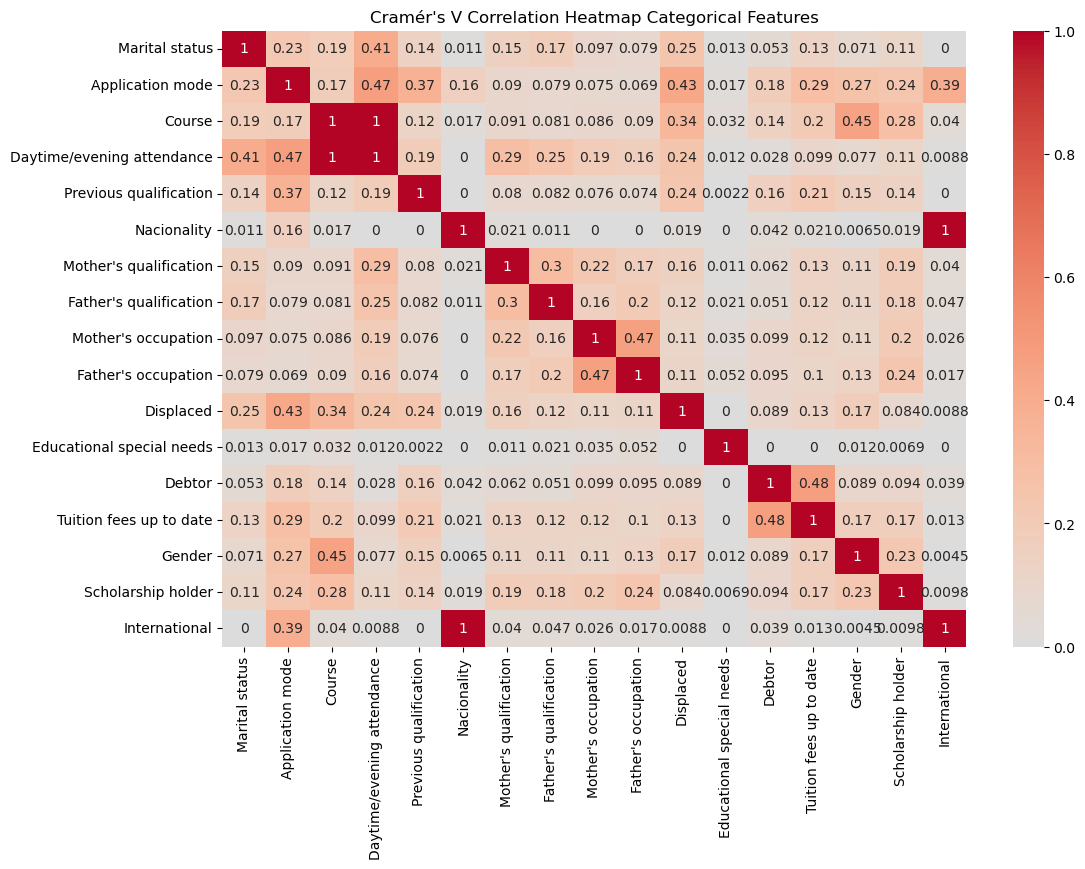 Cramér's V Correlation Heatmap Categorical Features
Marital status 1 0.23 0.19 0.41 0.14 0.011 0.15 0.17 0.097 0.079 0.25 0.013 0.053 0.13 0.071 0.11 0
Application mode 0.23 1 0.17 0.47 0.37 0.16 0.09 0.079 0.075 0.069 0.43 0.017 0.18 0.29 0.27 0.24 0.39
Course 0.19 0.17 1 1 0.12 0.017 0.091 0.081 0.086 0.09 0.34 0.032 0.14 0.2 0.45 0.28 0.04
Daytime/evening attendance 0.41 0.47 1 1 0.19 0 0.29 0.25 0.19 0.16 0.24 0.012 0.028 0.099 0.077 0.11 0.0088
Previous qualification 0.14 0.37 0.12 0.19 1 0 0.08 0.082 0.076 0.074 0.24 0.0022 0.16 0.21 0.15 0.14 0
Nacionality 0.011 0.16 0.017 0 0 1 0.021 0.011 0 0 0.019 0 0.042 0.021 0.0065 0.019 1
Mother's qualification 0.15 0.09 0.091 0.29 0.08 0.021 1 0.3 0.22 0.17 0.16 0.011 0.062 0.13 0.11 0.19 0.04
Father's qualification 0.17 0.079 0.081 0.25 0.082 0.011 0.3 1 0.16 0.2 0.12 0.021 0.051 0.12 0.11 0.18 0.047
Mother's occupation 0.097 0.075 0.086 0.19 0.076 0 0.22 0.16 1 0.47 0.11 0.035 0.099 0.12 0.11 0.2 0.026
Father's occupation 0.079 0.069 0.09 0.16 0.074 0 0.17 0.2 0.47 1 0.11 0.052 0.095 0.1 0.13 0.24 0.017
Displaced 0.25 0.43 0.34 0.24 0.24 0.019 0.16 0.12 0.11 0.11 1 0 0.089 0.13 0.17 0.084 0.0088
Educational special needs 0.013 0.017 0.032 0.012 0.0022 0 0.011 0.021 0.035 0.052 0 1 0 0 0.012 0.0069 0
Debtor 0.053 0.18 0.14 0.028 0.16 0.042 0.062 0.051 0.099 0.095 0.089 0 1 0.48 0.089 0.094 0.039
Tuition fees up to date 0.13 0.29 0.2 0.099 0.21 0.021 0.13 0.12 0.12 0.1 0.13 0 0.48 1 0.17 0.17 0.013
Gender 0.071 0.27 0.45 0.077 0.15 0.0065 0.11 0.11 0.11 0.13 0.17 0.012 0.089 0.17 1 0.23 0.0045
Scholarship holder 0.11 0.24 0.28 0.11 0.14 0.019 0.19 0.18 0.2 0.24 0.084 0.0069 0.094 0.17 0.23 1 0.0098
International 0 0.39 0.04 0.0088 0 1 0.04 0.047 0.026 0.017 0.0088 0 0.039 0.013 0.0045 0.0098 1
Marital status
Application mode
Course
Daytime/evening attendance
Previous qualification
Nacionality
Mother's qualification
Father's qualification
Mother's occupation
Father's occupation
Displaced
Educational special needs
Debtor
Tuition fees up to date
Gender
Scholarship holder
International
1.0
0.8
0.6
0.4
0.2
0.0